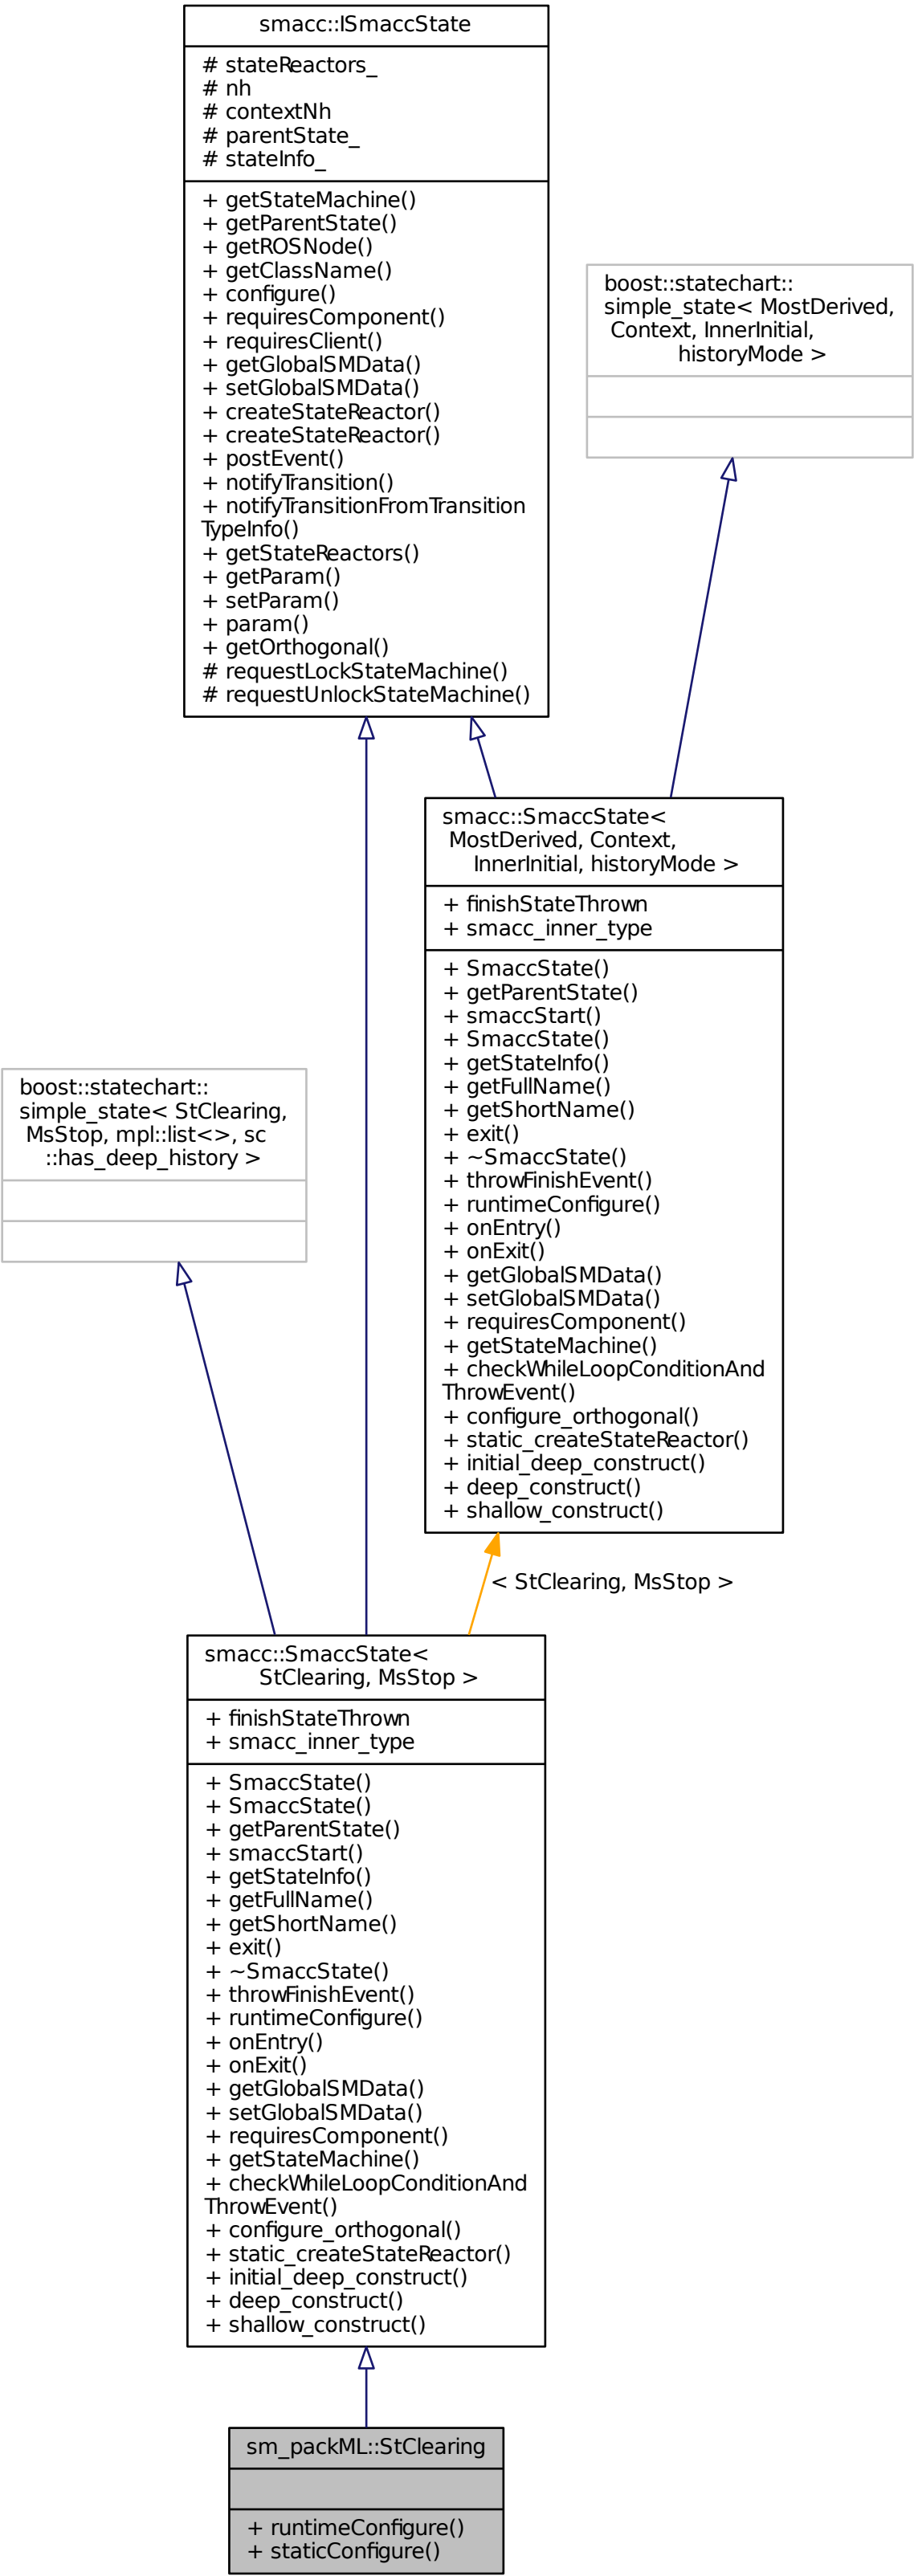 smacc::ISmaccState
# stateReactors_
# nh
# contextNh
# parentState_
# stateInfo_
+ getStateMachine()
+ getParentState()
+ getROSNode()
+ getClassName()
+ configure()
+ requiresComponent()
+ requiresClient()
+ getGlobalSMData()
+ setGlobalSMData()
+ createStateReactor()
+ createStateReactor()
+ postEvent()
+ notifyTransition()
+ notifyTransitionFromTransition
TypeInfo()
+ getStateReactors()
+ getParam()
+ setParam()
+ param()
+ getOrthogonal()
# requestLockStateMachine()
# requestUnlockStateMachine()
boost::statechart::
simple_state< MostDerived,
Context, InnerInitial,
historyMode >
smacc::SmaccState<
MostDerived, Context,
InnerInitial, historyMode >
+ finishStateThrown
+ smacc_inner_type
+ SmaccState()
+ getParentState()
+ smaccStart()
+ SmaccState()
+ getStateInfo()
+ getFullName()
+ getShortName()
+ exit()
+ ~SmaccState()
+ throwFinishEvent()
+ runtimeConfigure()
+ onEntry()
+ onExit()
+ getGlobalSMData()
+ setGlobalSMData()
+ requiresComponent()
+ getStateMachine()
+ checkWhileLoopConditionAnd
ThrowEvent()
+ configure_orthogonal()
+ static_createStateReactor()
+ initial_deep_construct()
+ deep_construct()
+ shallow_construct()
boost::statechart::
simple_state< StClearing,
MsStop, mpl::list<>, sc
::has_deep_history >
< StClearing, MsStop >
smacc::SmaccState<
StClearing, MsStop >
+ finishStateThrown
+ smacc_inner_type
+ SmaccState()
+ SmaccState()
+ getParentState()
+ smaccStart()
+ getStateInfo()
+ getFullName()
+ getShortName()
+ exit()
+ ~SmaccState()
+ throwFinishEvent()
+ runtimeConfigure()
+ onEntry()
+ onExit()
+ getGlobalSMData()
+ setGlobalSMData()
+ requiresComponent()
+ getStateMachine()
+ checkWhileLoopConditionAnd
ThrowEvent()
+ configure_orthogonal()
+ static_createStateReactor()
+ initial_deep_construct()
+ deep_construct()
+ shallow_construct()
sm_packML::StClearing
+ runtimeConfigure()
+ staticConfigure()